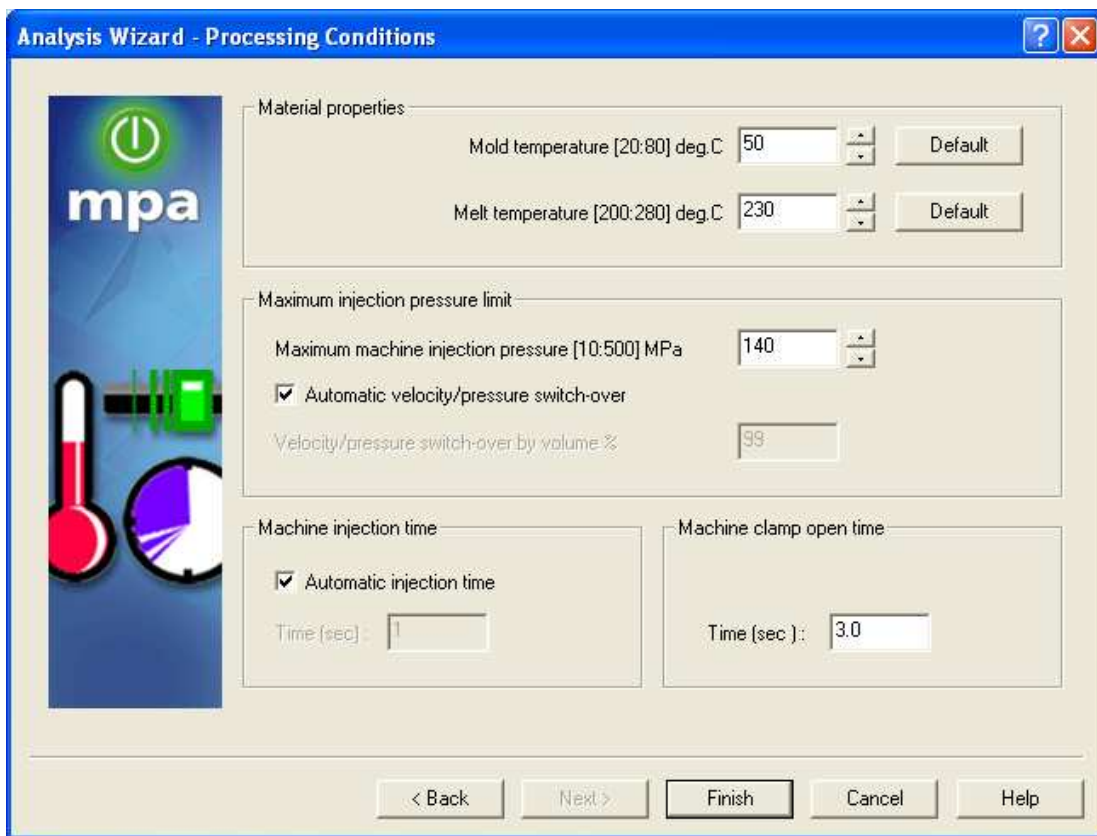 Analysis Wizard - Processing Conditions
mpa
Material properties
Mold temperature [20:80] deg.C 50 Default
Melt temperature [200:280] deg.C 230 Default
Maximum injection pressure limit
Maximum machine injection pressure [10:500] MPa 140
Automatic velocity/pressure switch-over
Velocity/pressure switch-over by volume % 99
Machine injection time
Automatic injection time
Time (sec) : 1
Machine clamp open time
Time (sec ) : 3.0
< Back Next > Finish Cancel Help